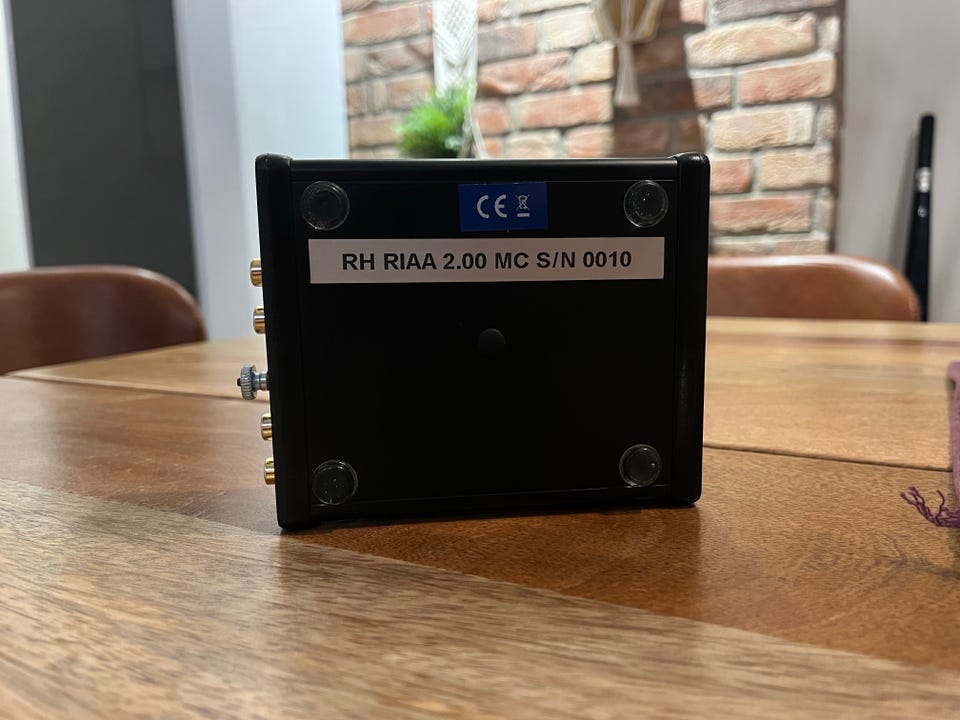 CE
RH RIAA 2.00 MC S/N 0010